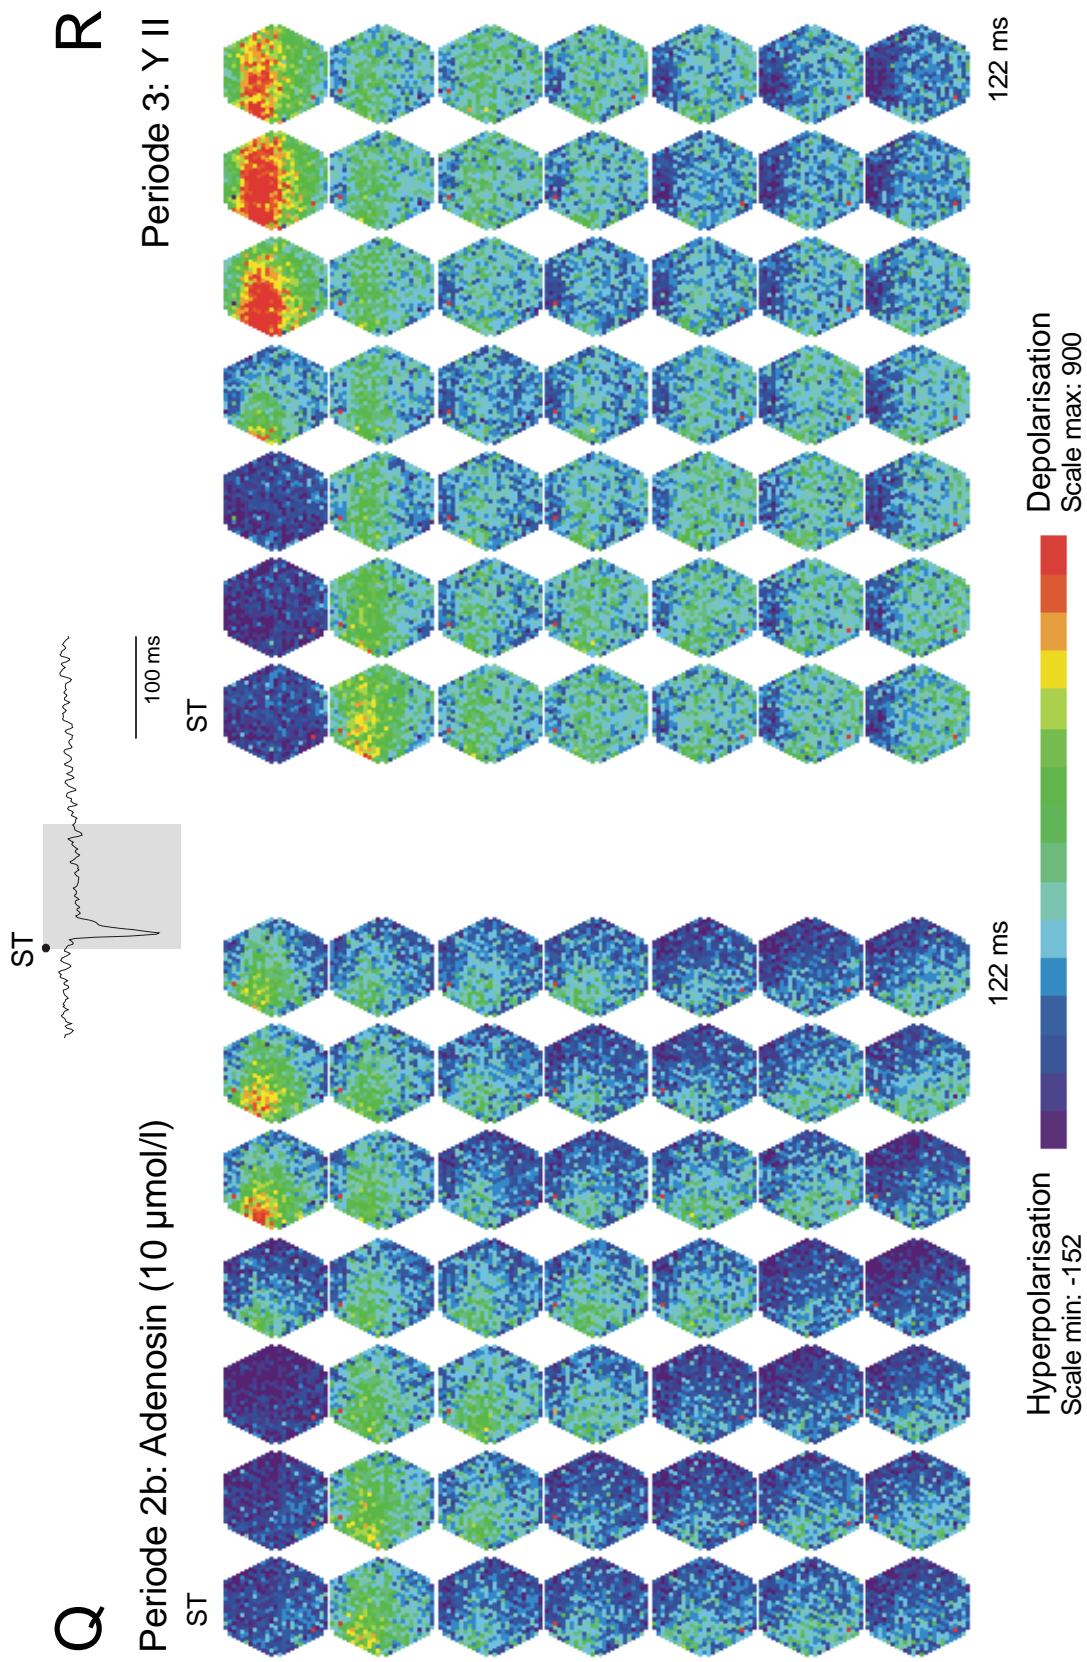 Q
Periode 2b: Adenosin (10 µmol/l)
ST
122 ms
ST
100 ms
R
Periode 3: Y II
ST
122 ms
Hyperpolarisation
Scale min: -152
Depolarisation
Scale max: 900